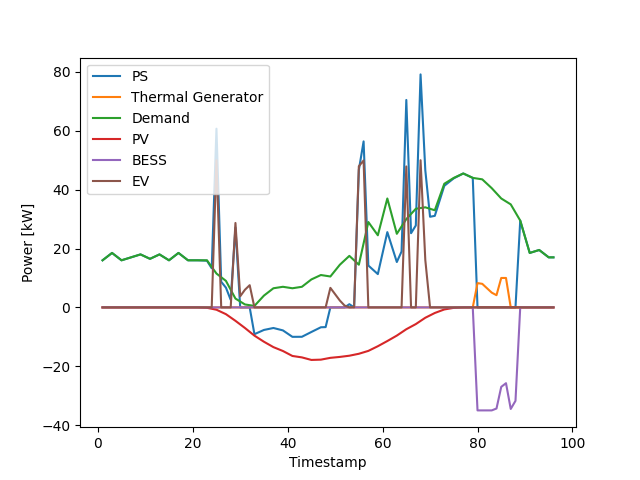 80
60
40
20
0
−20
−40
Power [kW]
PS
Thermal Generator
Demand
PV
BESS
EV
0
20
40
60
80
100
Timestamp